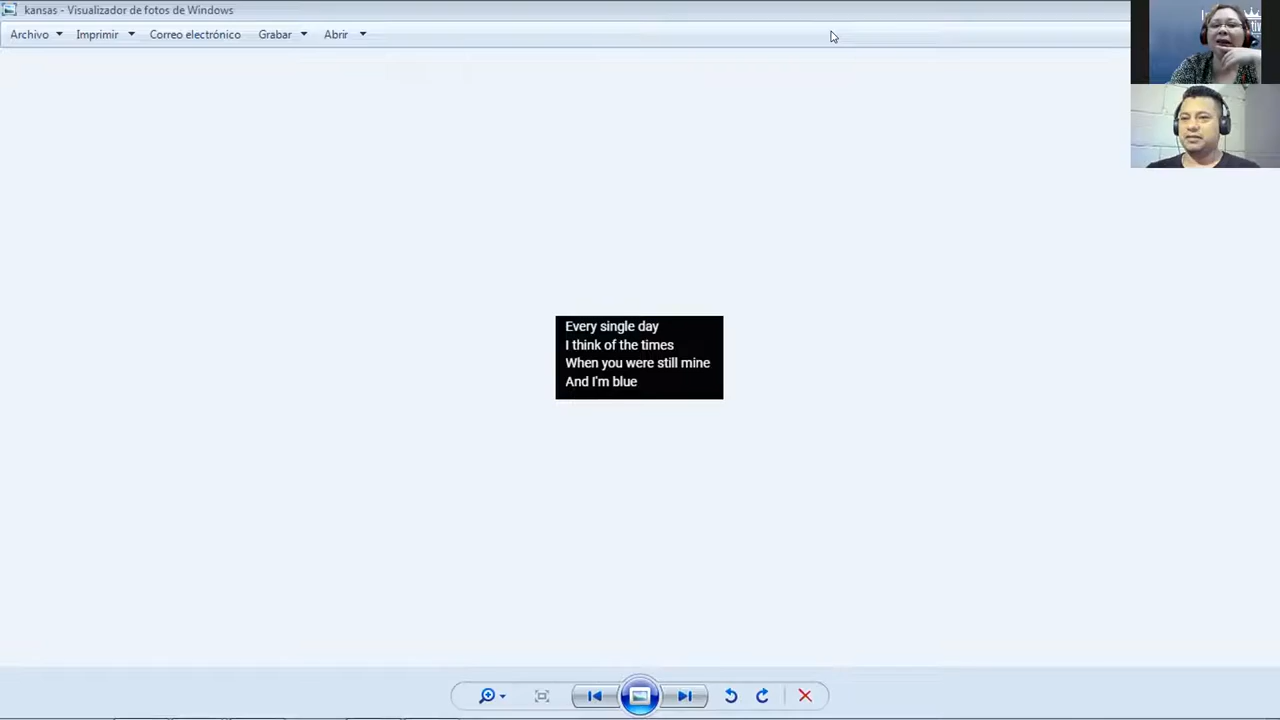 kansas - Visualizador de fotos de Windows
Archivo Imprimir Correo electrónico Grabar Abrir
Every single day
I think of the times
When you were still mine
And I'm blue